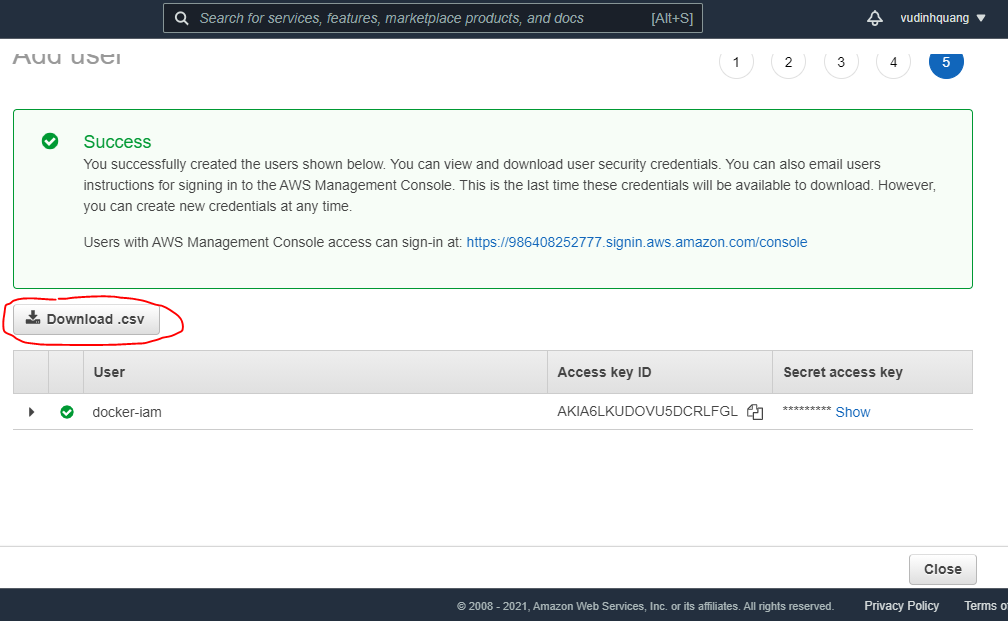 Search for services, features, marketplace products, and docs [Alt+S] vudinhquang
Add user 1 2 3 4 5
Success
You successfully created the users shown below. You can view and download user security credentials. You can also email users
instructions for signing in to the AWS Management Console. This is the last time these credentials will be available to download. However,
you can create new credentials at any time.
Users with AWS Management Console access can sign-in at: https://986408252777.signin.aws.amazon.com/console
Download .csv
User Access key ID Secret access key
docker-iam AKIA6LKUDOVU5DCRLFGL ********* Show
Close
© 2008 - 2021, Amazon Web Services, Inc. or its affiliates. All rights reserved. Privacy Policy Terms o